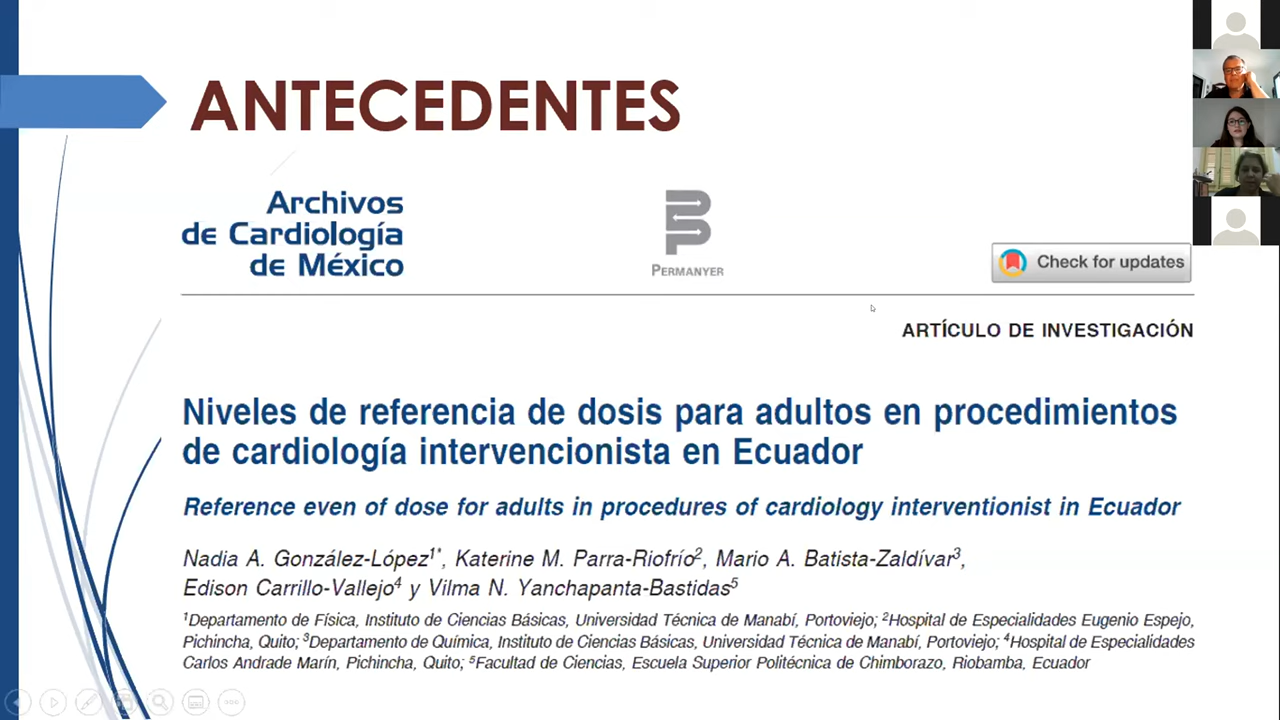 ANTECEDENTES
Archivos
de Cardiología
de México
PERMANYER
Check for updates
ARTÍCULO DE INVESTIGACIÓN
Niveles de referencia de dosis para adultos en procedimientos
de cardiología intervencionista en Ecuador
Reference even of dose for adults in procedures of cardiology interventionist in Ecuador
Nadia A. González-López1*, Katerine M. Parra-Riofrío2, Mario A. Batista-Zaldívar3,
Edison Carrillo-Vallejo4 y Vilma N. Yanchapanta-Bastidas5
1Departamento de Física, Instituto de Ciencias Básicas, Universidad Técnica de Manabí, Portoviejo; 2Hospital de Especialidades Eugenio Espejo,
Pichincha, Quito; 3Departamento de Química, Instituto de Ciencias Básicas, Universidad Técnica de Manabí, Portoviejo; 4Hospital de Especialidades
Carlos Andrade Marín, Pichincha, Quito; 5Facultad de Ciencias, Escuela Superior Politécnica de Chimborazo, Riobamba, Ecuador